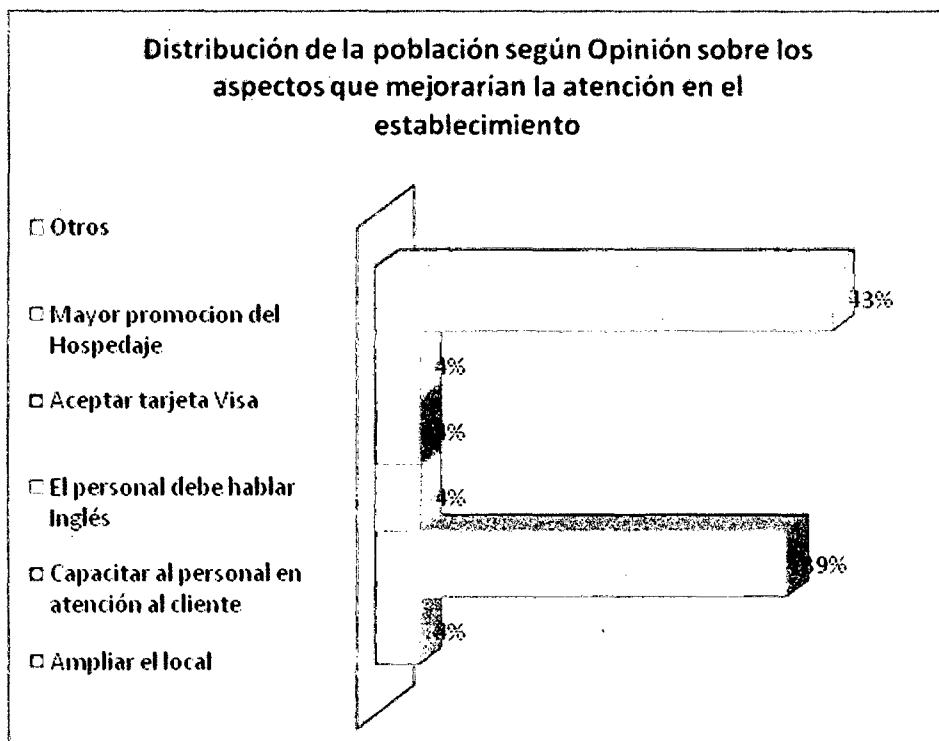 Distribución de la población según Opinión sobre los
aspectos que mejorarían la atención en el
establecimiento
Otros
Mayor promocion del
Hospedaje
Aceptar tarjeta Visa
El personal debe hablar
Inglés
Capacitar al personal en
atención al cliente
Ampliar el local
43%
4%
4%
39%